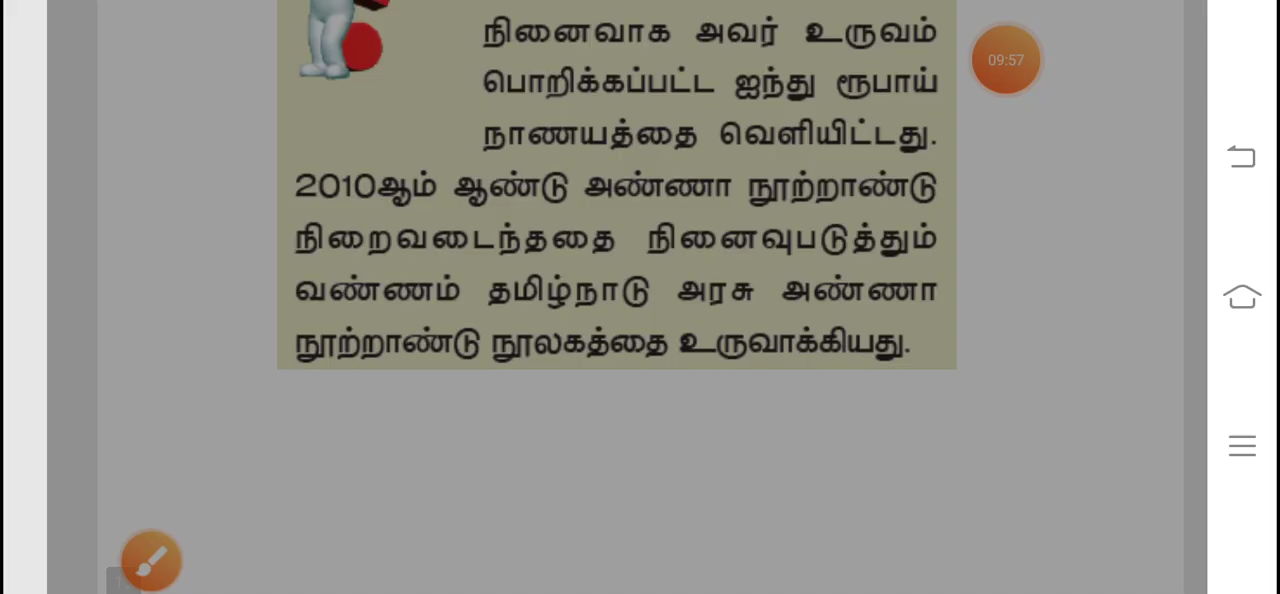 நினைவாக அவர் உருவம்
பொறிக்கப்பட்ட ஐந்து ரூபாய்
நாணயத்தை வெளியிட்டது.
2010ஆம் ஆண்டு அண்ணா நூற்றாண்டு
நிறைவடைந்ததை நினைவுபடுத்தும்
வண்ணம் தமிழ்நாடு அரசு அண்ணா
நூற்றாண்டு நூலகத்தை உருவாக்கியது.
09:57